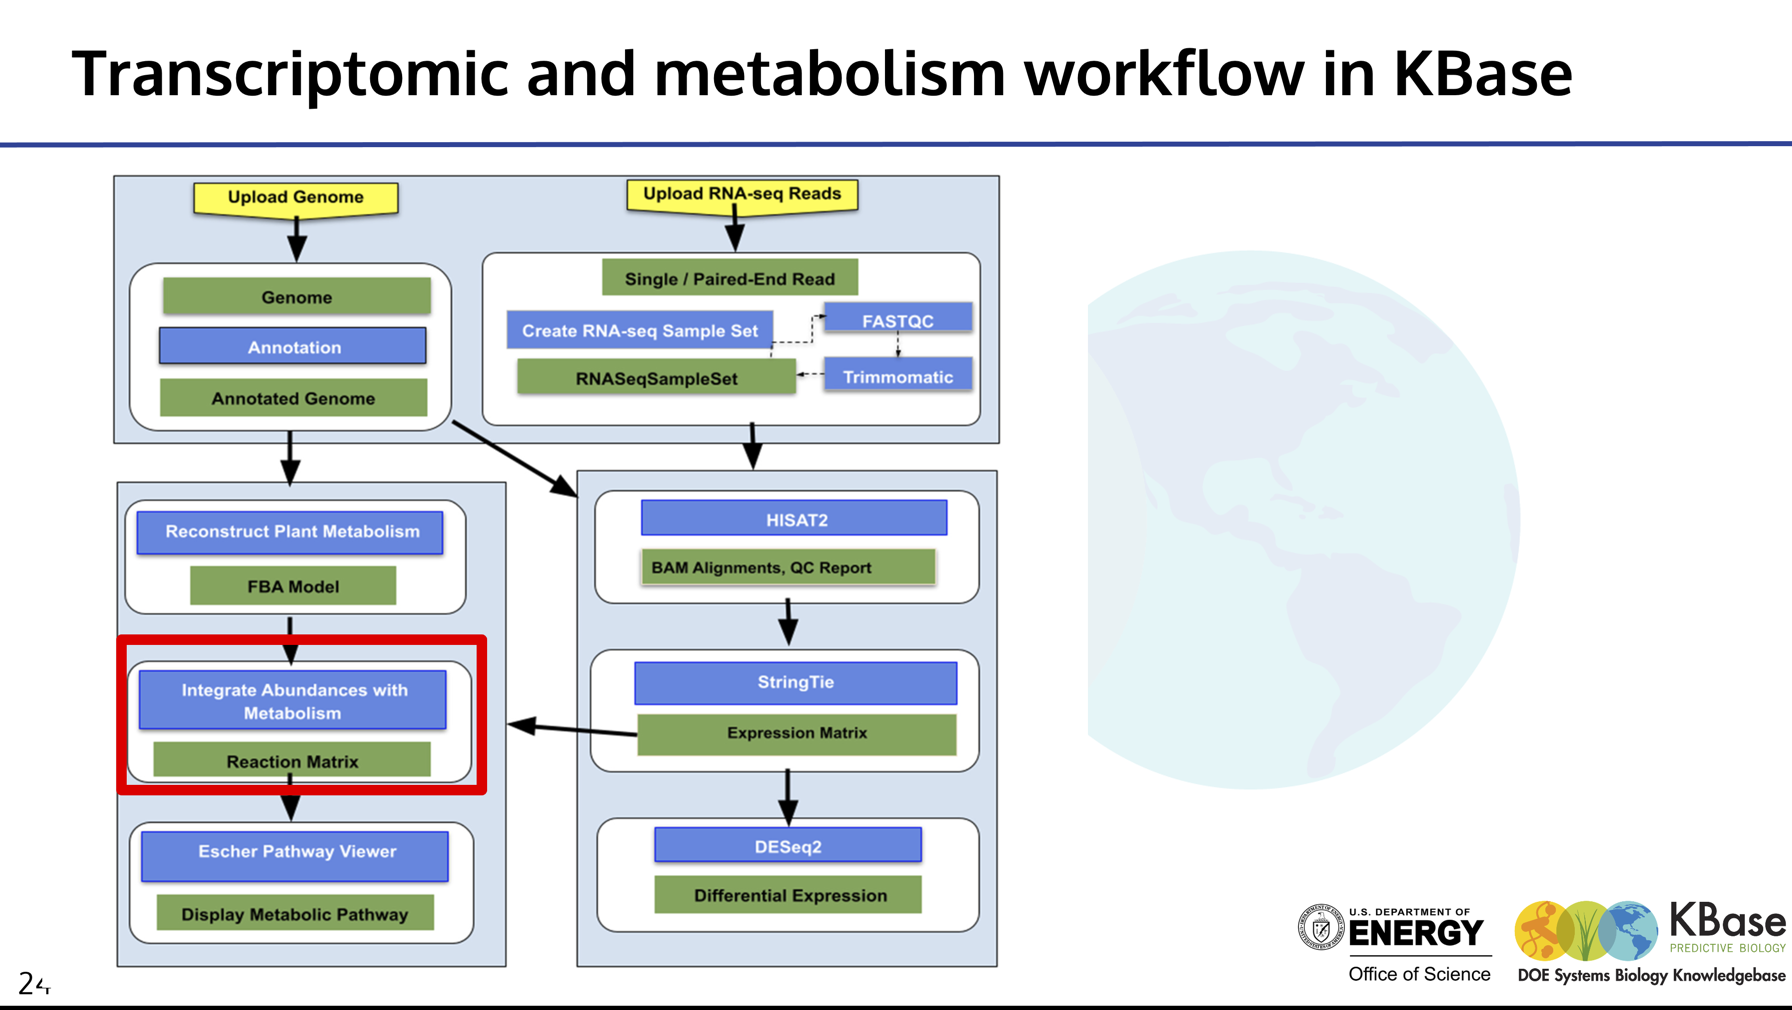 Transcriptomic and metabolism workflow in KBase
Upload Genome
Genome
Annotation
Annotated Genome
Upload RNA-seq Reads
Single / Paired-End Read
Create RNA-seq Sample Set
FASTQC
RNASeqSampleSet
Trimmomatic
Reconstruct Plant Metabolism
FBA Model
Integrate Abundances with
Metabolism
Reaction Matrix
Escher Pathway Viewer
Display Metabolic Pathway
HISAT2
BAM Alignments, QC Report
StringTie
Expression Matrix
DESeq2
Differential Expression
24
U.S. DEPARTMENT OF
ENERGY
Office of Science
KBase
PREDICTIVE BIOLOGY
DOE Systems Biology Knowledgebase